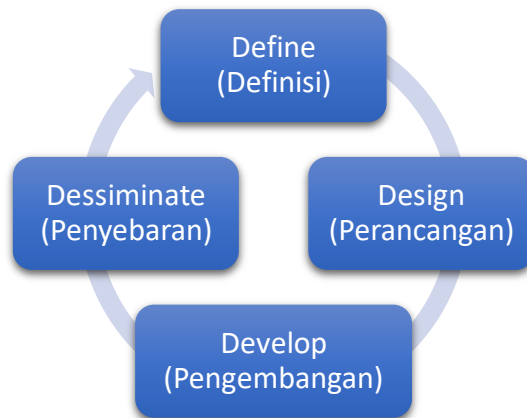 Define
(Definisi)
Design
(Perancangan)
Develop
(Pengembangan)
Dessiminate
(Penyebaran)